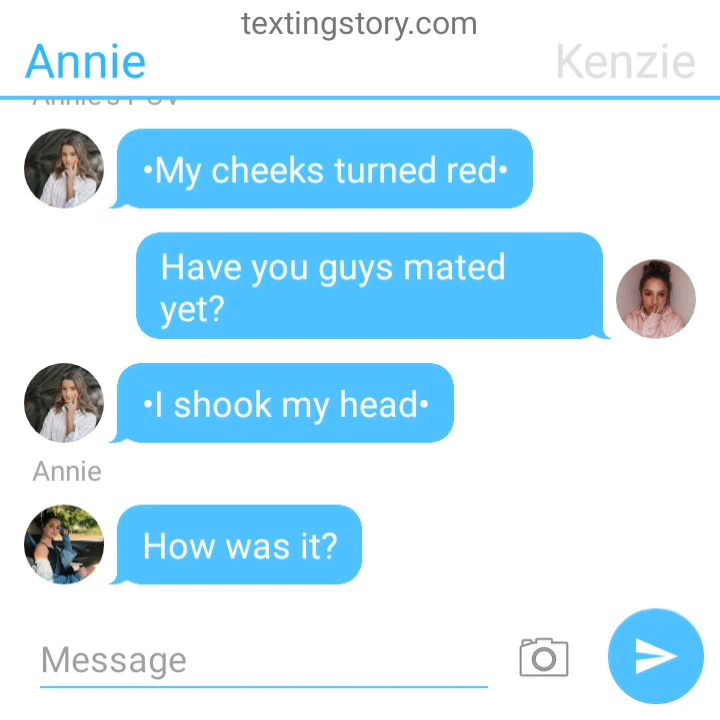 textingstory.com
Annie Kenzie
•My cheeks turned red•
Have you guys mated
yet?
•I shook my head•
Annie
How was it?
Message